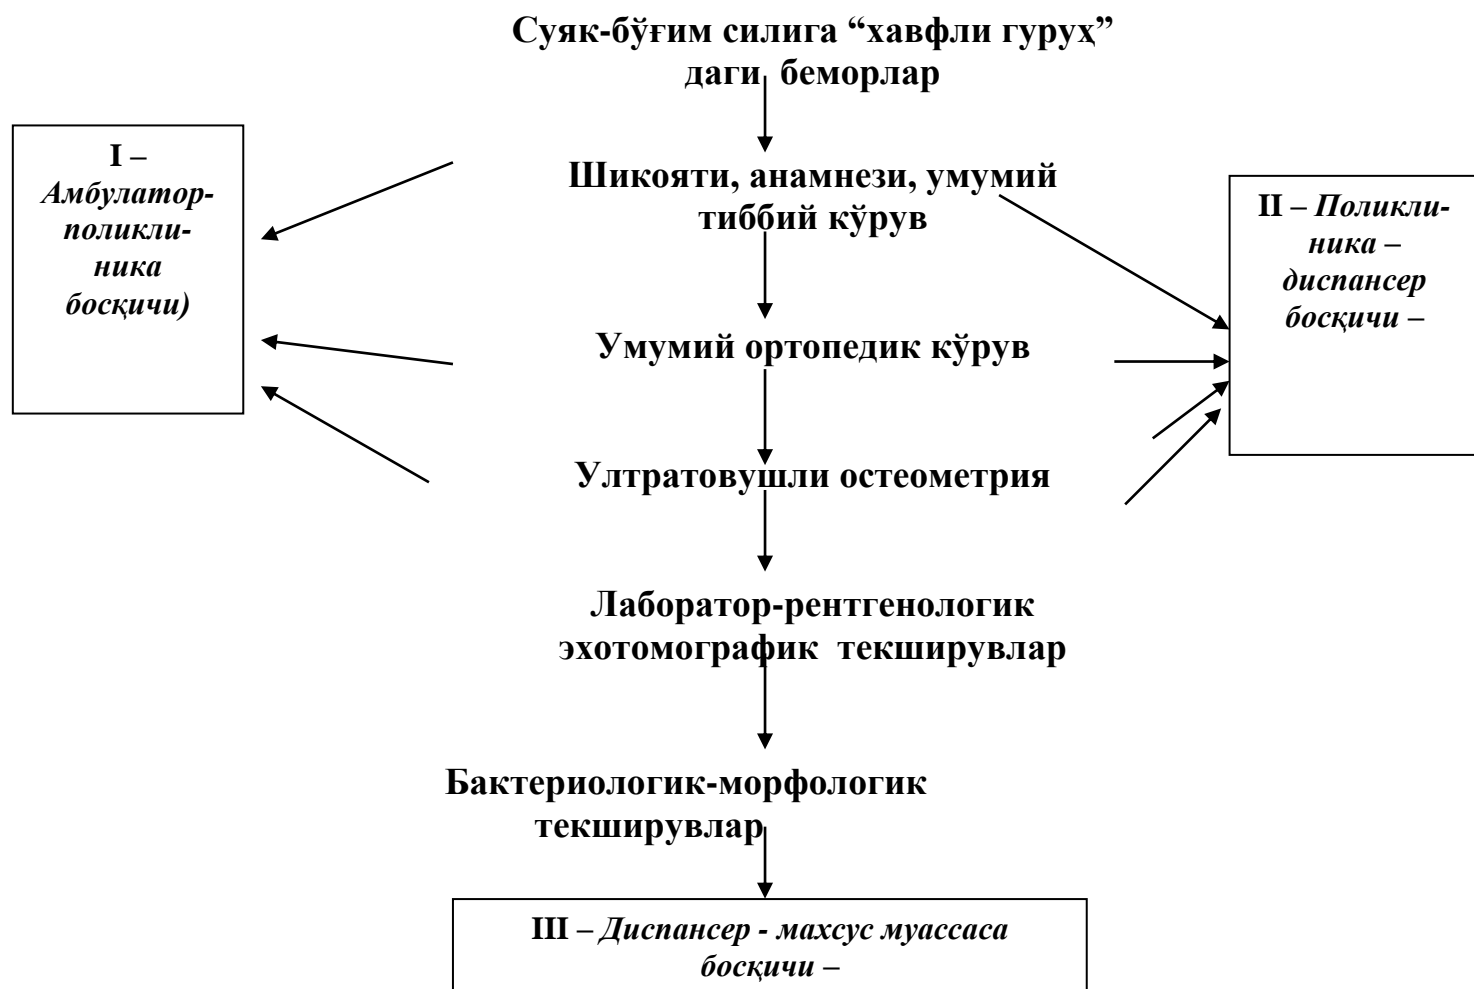 Суяк-бўғим силига “хавфли гуруҳ”
даги беморлар
I –
Амбулатор-
поликли-
ника
босқичи)
Шикояти, анамнези, умумий
тиббий кўрув
II – Поликли-
ника –
диспансер
босқичи –
Умумий ортопедик кўрув
Ултратовушли остеометрия
Лаборатор-рентгенологик
эхотомографик текширувлар
Бактериологик-морфологик
текширувлар
III – Диспансер - махсус муассаса
босқичи –